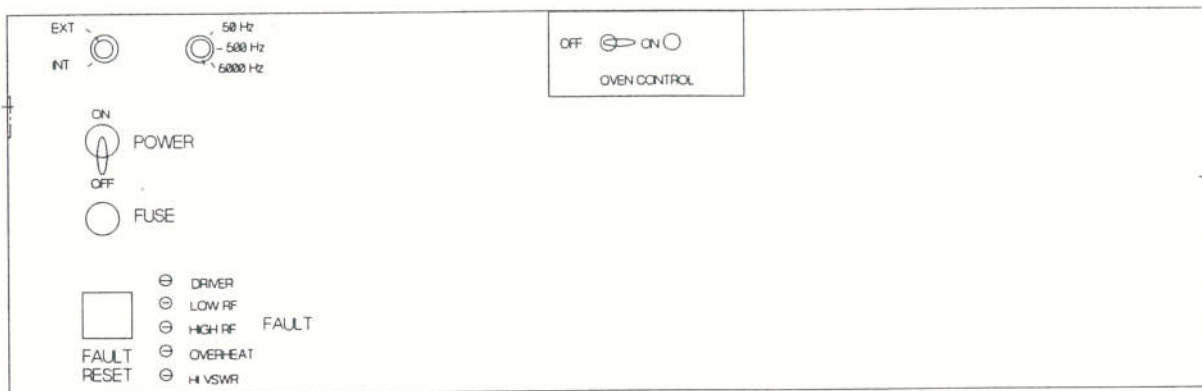 EXT
INT
50 Hz
500 Hz
5000 Hz
OFF ON
OVEN CONTROL
ON
POWER
OFF
FUSE
DRIVER
LOW RF
HIGH RF
FAULT
OVERHEAT
HI VSWR
FAULT
RESET